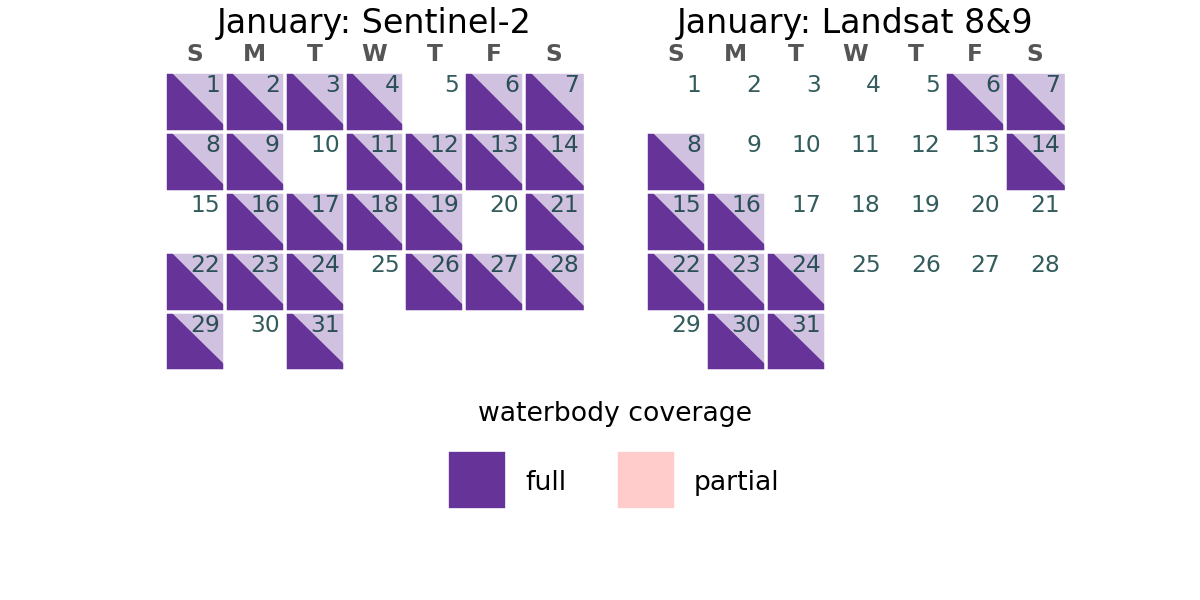 January: Sentinel-2
S M T W T F S
1 2 3 4 5 6 7
8 9 10 11 12 13 14
15 16 17 18 19 20 21
22 23 24 25 26 27 28
29 30 31
January: Landsat 8&9
S M T W T F S
1 2 3 4 5 6 7
8 9 10 11 12 13 14
15 16 17 18 19 20 21
22 23 24 25 26 27 28
29 30 31
waterbody coverage
full partial